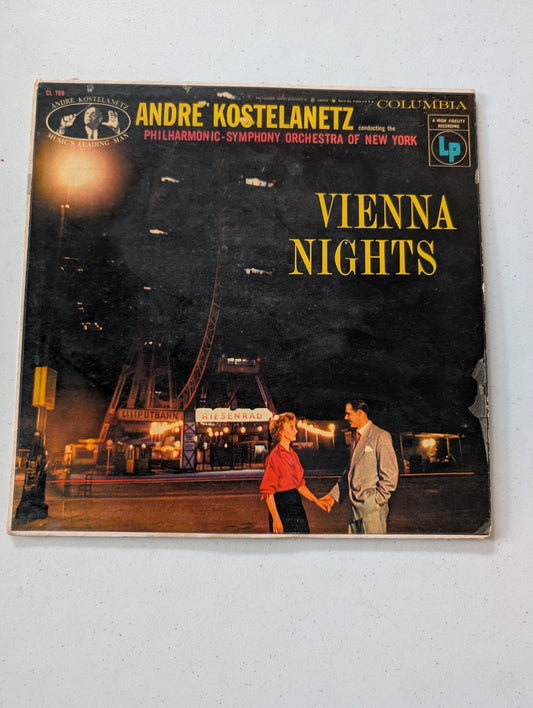 CL 769
ANDRE KOSTELANETZ
MUSIC'S LEADING MAN
ANDRE KOSTELANETZ conducting the
PHILHARMONIC-SYMPHONY ORCHESTRA OF NEW YORK
COLUMBIA
A HIGH FIDELITY
RECORDING
LP
VIENNA
NIGHTS
LILIPUTBAHN
RIESENRAD